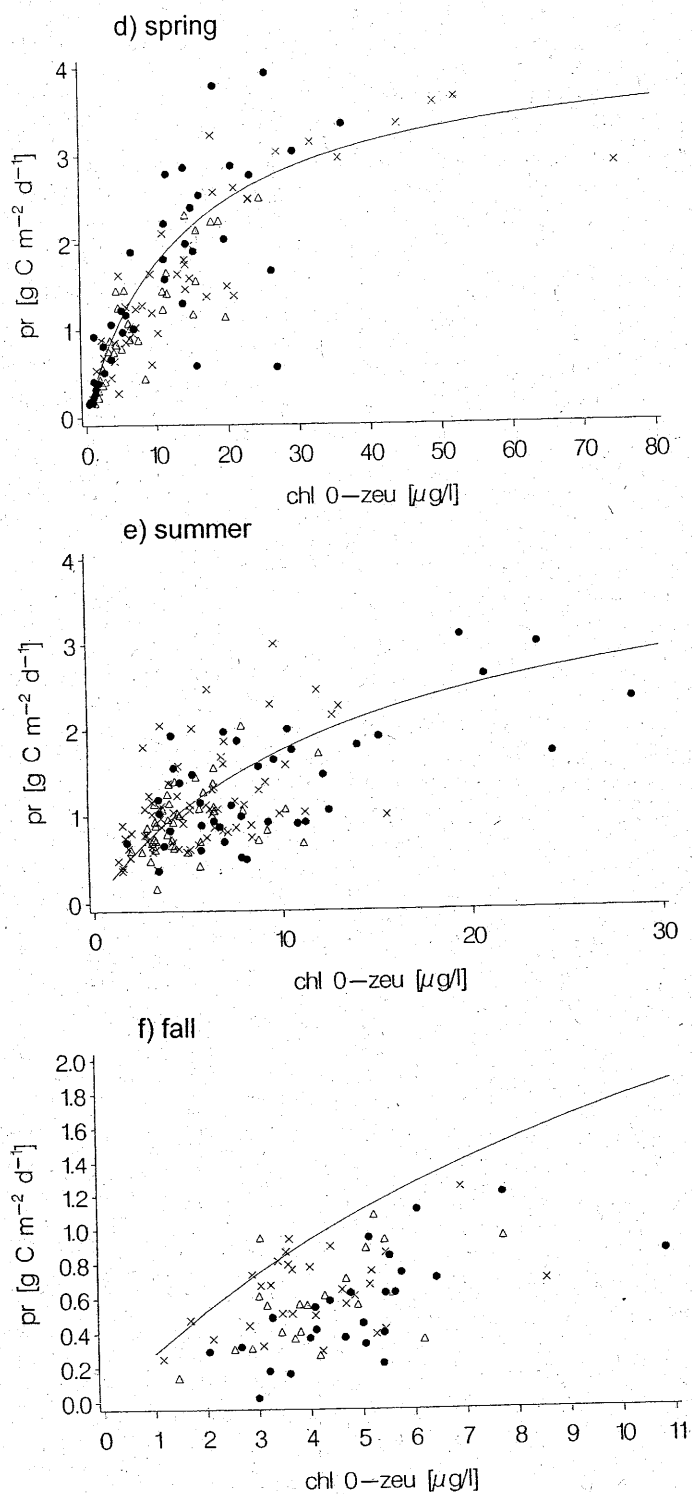 d) spring
4
3
2
1
0
pr [g C m⁻² d⁻¹]
0 10 20 30 40 50 60 70 80
chl 0–zeu [µg/l]
e) summer
4
3
2
1
0
pr [g C m⁻² d⁻¹]
0 10 20 30
chl 0–zeu [µg/l]
f) fall
2.0
1.8
1.6
1.4
1.2
1.0
0.8
0.6
0.4
0.2
0.0
pr [g C m⁻² d⁻¹]
0 1 2 3 4 5 6 7 8 9 10 11
chl 0–zeu [µg/l]